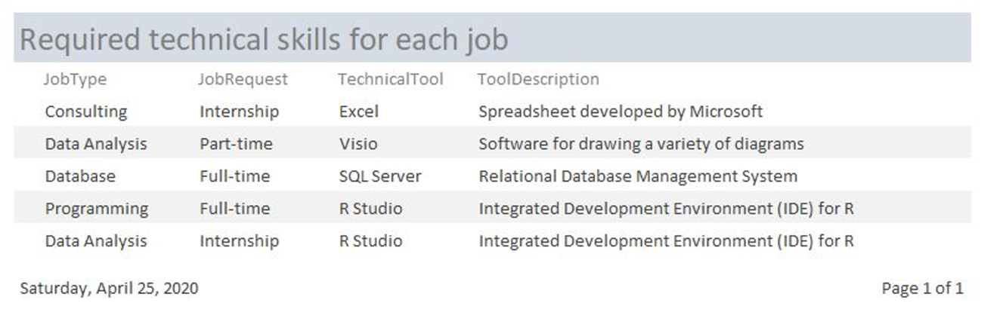 Required technical skills for each job
JobType JobRequest TechnicalTool ToolDescription
Consulting Internship Excel Spreadsheet developed by Microsoft
Data Analysis Part-time Visio Software for drawing a variety of diagrams
Database Full-time SQL Server Relational Database Management System
Programming Full-time R Studio Integrated Development Environment (IDE) for R
Data Analysis Internship R Studio Integrated Development Environment (IDE) for R
Saturday, April 25, 2020 Page 1 of 1